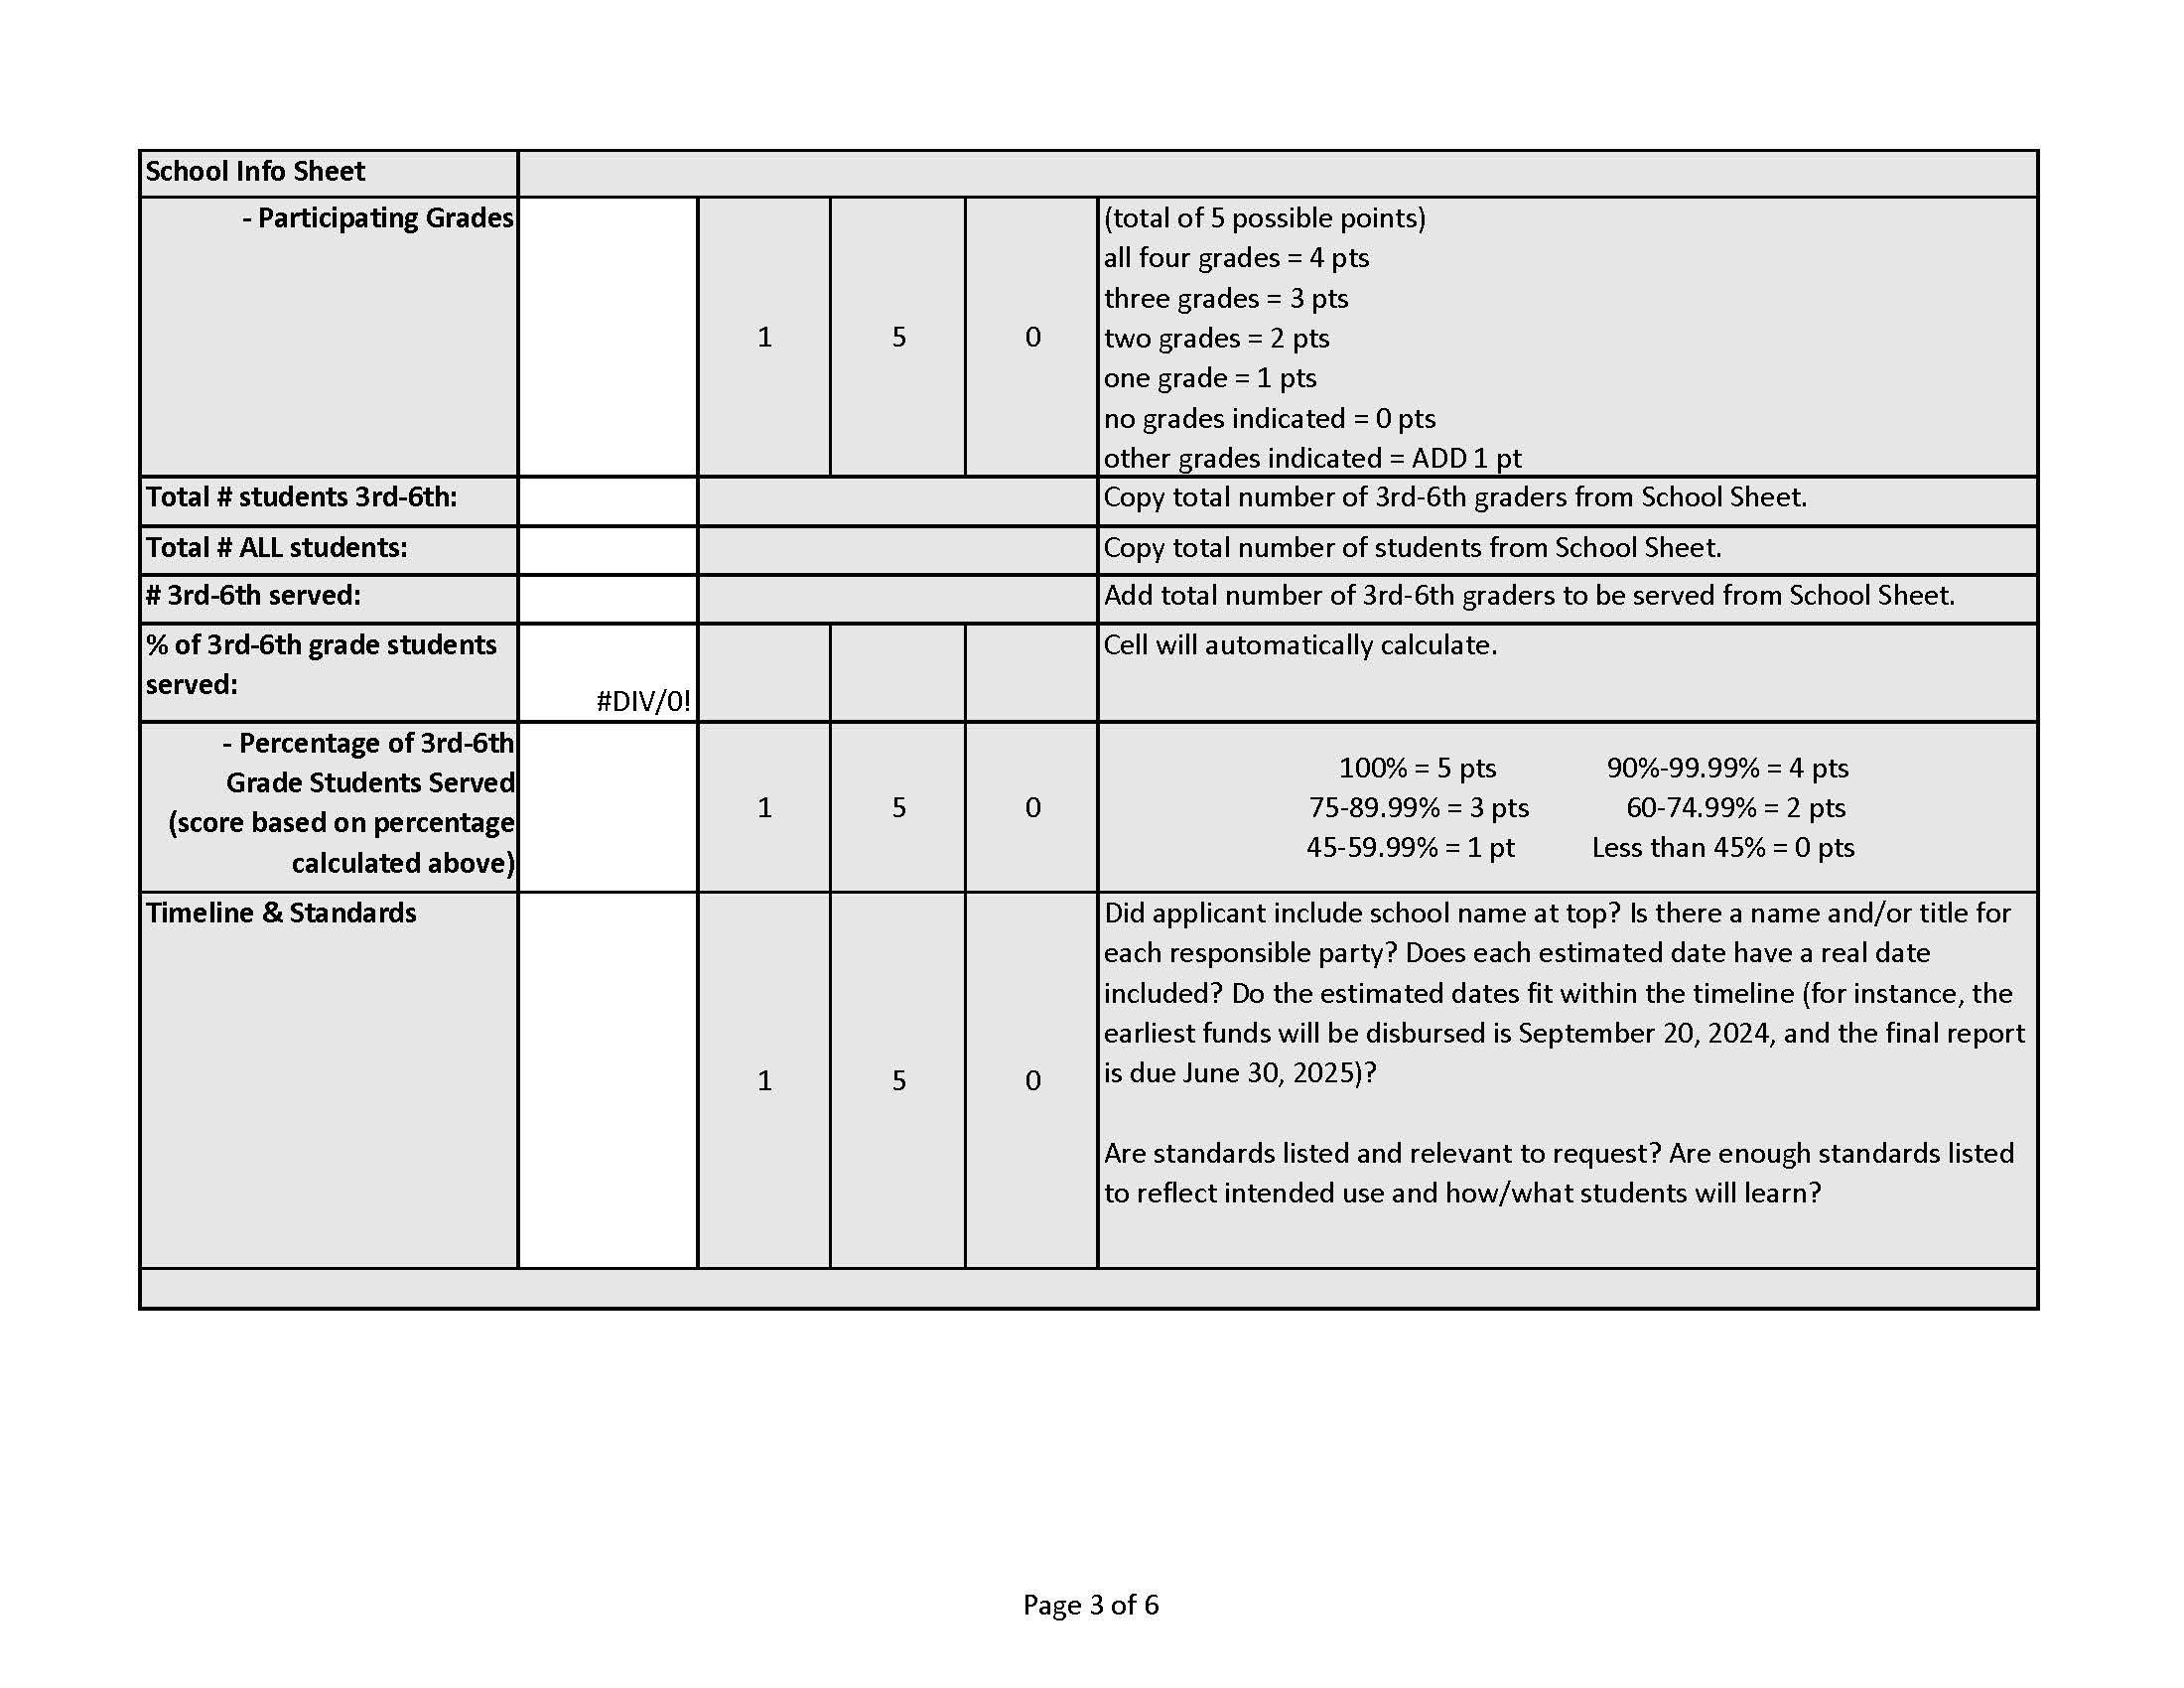 School Info Sheet
- Participating Grades
1
5
0
(total of 5 possible points)
all four grades = 4 pts
three grades = 3 pts
two grades = 2 pts
one grade = 1 pts
no grades indicated = 0 pts
other grades indicated = ADD 1 pt
Total # students 3rd-6th:
Copy total number of 3rd-6th graders from School Sheet.
Total # ALL students:
Copy total number of students from School Sheet.
# 3rd-6th served:
Add total number of 3rd-6th graders to be served from School Sheet.
% of 3rd-6th grade students
served:
#DIV/0!
Cell will automatically calculate.
- Percentage of 3rd-6th
Grade Students Served
(score based on percentage
calculated above)
1
5
0
100% = 5 pts 90%-99.99% = 4 pts
75-89.99% = 3 pts 60-74.99% = 2 pts
45-59.99% = 1 pt Less than 45% = 0 pts
Timeline & Standards
1
5
0
Did applicant include school name at top? Is there a name and/or title for
each responsible party? Does each estimated date have a real date
included? Do the estimated dates fit within the timeline (for instance, the
earliest funds will be disbursed is September 20, 2024, and the final report
is due June 30, 2025)?
Are standards listed and relevant to request? Are enough standards listed
to reflect intended use and how/what students will learn?
Page 3 of 6